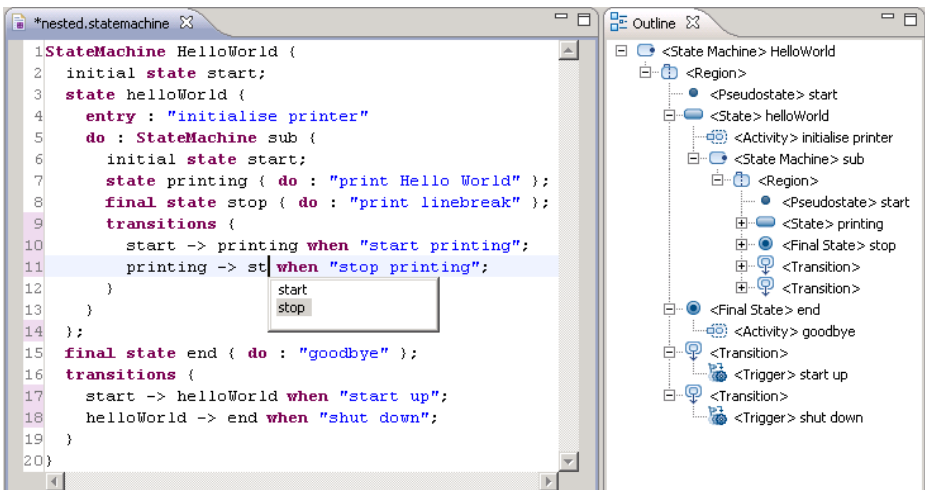 *nested.statemachine
1StateMachine HelloWorld {
2 initial state start;
3 state helloWorld {
4 entry : "initialise printer"
5 do : StateMachine sub {
6 initial state start;
7 state printing { do : "print Hello World" };
8 final state stop { do : "print linebreak" };
9 transitions {
10 start -> printing when "start printing";
11 printing -> st when "stop printing";
12 }
13 }
14 };
15 final state end { do : "goodbye" };
16 transitions {
17 start -> helloWorld when "start up";
18 helloWorld -> end when "shut down";
19 }
20}
start
stop
Outline
<State Machine> HelloWorld
<Region>
<Pseudostate> start
<State> helloWorld
<Activity> initialise printer
<State Machine> sub
<Region>
<Pseudostate> start
<State> printing
<Final State> stop
<Transition>
<Transition>
<Final State> end
<Activity> goodbye
<Transition>
<Trigger> start up
<Transition>
<Trigger> shut down